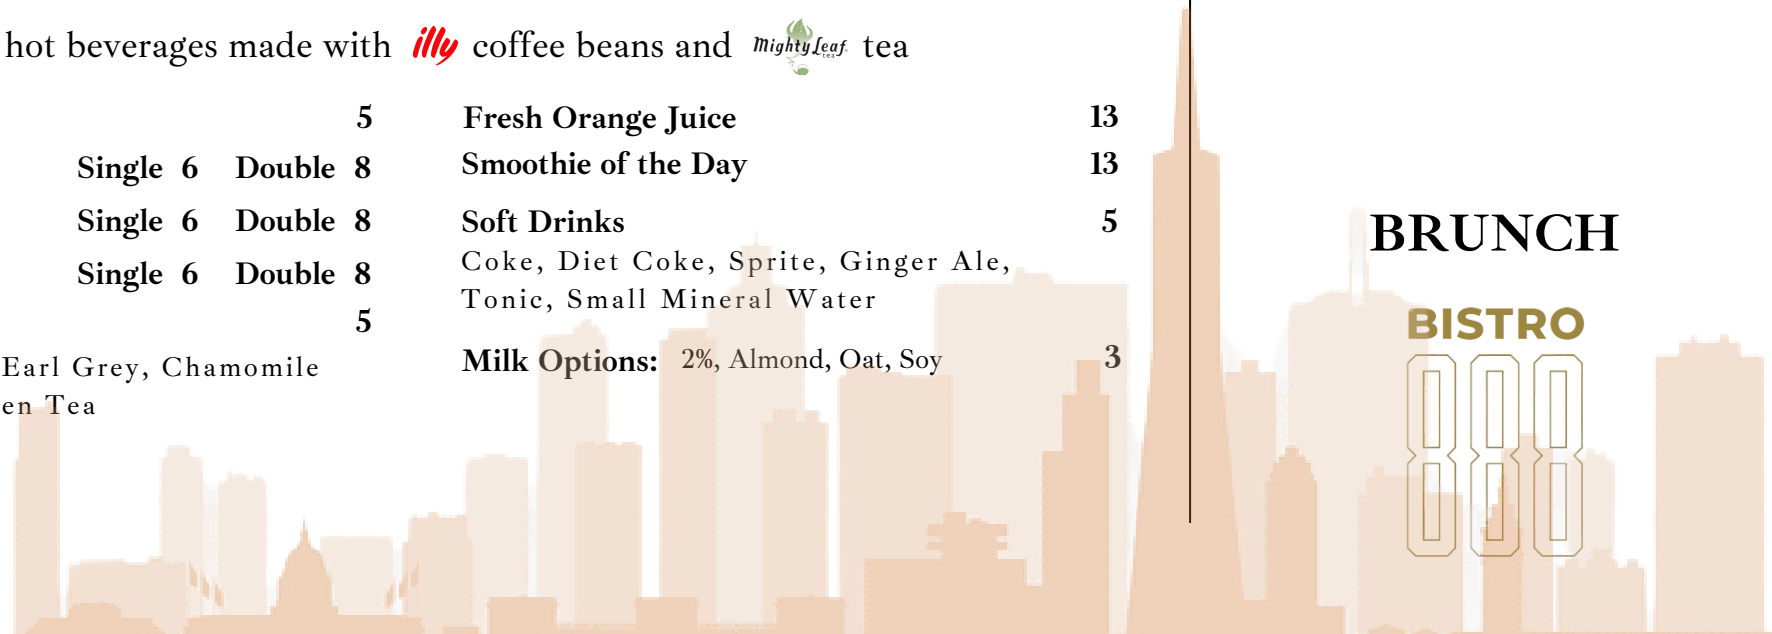 hot beverages made with illy coffee beans and Mighty Leaf tea tea
5
Single 6 Double 8
Single 6 Double 8
Single 6 Double 8
5
Earl Grey, Chamomile
en Tea
Fresh Orange Juice 13
Smoothie of the Day 13
Soft Drinks 5
Coke, Diet Coke, Sprite, Ginger Ale,
Tonic, Small Mineral Water
Milk Options: 2%, Almond, Oat, Soy 3
BRUNCH
BISTRO
888